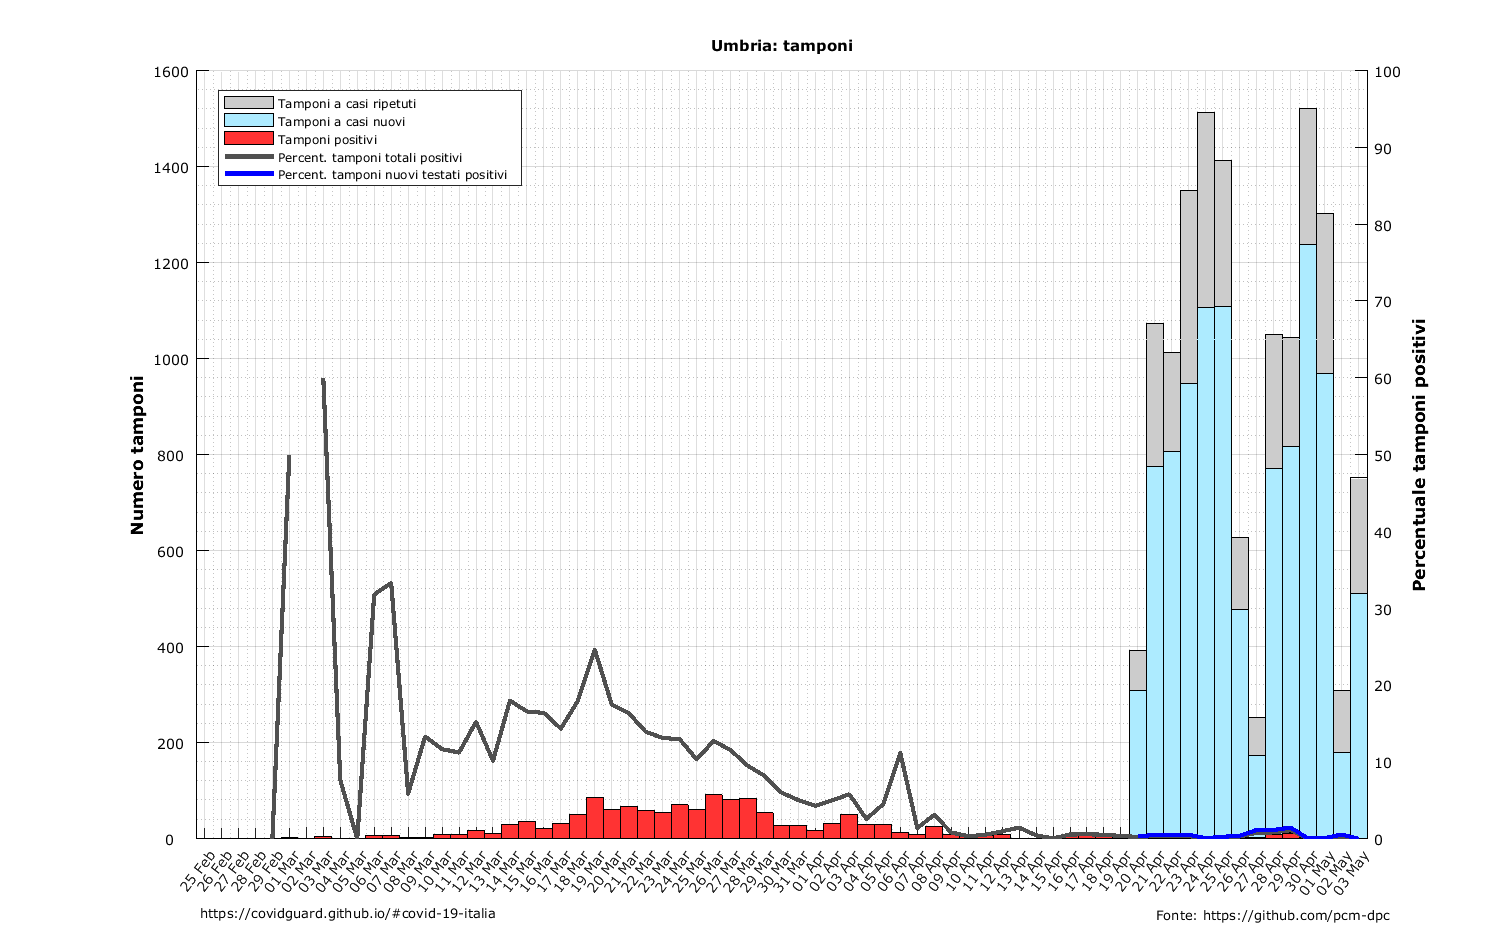 Umbria: tamponi
1600
1400
1200
1000
800
600
400
200
0
100
90
80
70
60
50
40
30
20
10
0
Numero tamponi
Percentuale tamponi positivi
Tamponi a casi ripetuti
Tamponi a casi nuovi
Tamponi positivi
Percent. tamponi totali positivi
Percent. tamponi nuovi testati positivi
25 Feb
26 Feb
27 Feb
28 Feb
29 Feb
01 Mar
02 Mar
03 Mar
04 Mar
05 Mar
06 Mar
07 Mar
08 Mar
09 Mar
10 Mar
11 Mar
12 Mar
13 Mar
14 Mar
15 Mar
16 Mar
17 Mar
18 Mar
19 Mar
20 Mar
21 Mar
22 Mar
23 Mar
24 Mar
25 Mar
26 Mar
27 Mar
28 Mar
29 Mar
30 Mar
31 Mar
01 Apr
02 Apr
03 Apr
04 Apr
05 Apr
06 Apr
07 Apr
08 Apr
09 Apr
10 Apr
11 Apr
12 Apr
13 Apr
14 Apr
15 Apr
16 Apr
17 Apr
18 Apr
19 Apr
20 Apr
21 Apr
22 Apr
23 Apr
24 Apr
25 Apr
26 Apr
27 Apr
28 Apr
29 Apr
30 Apr
01 May
02 May
03 May
https://covidguard.github.io/#covid-19-italia
Fonte: https://github.com/pcm-dpc